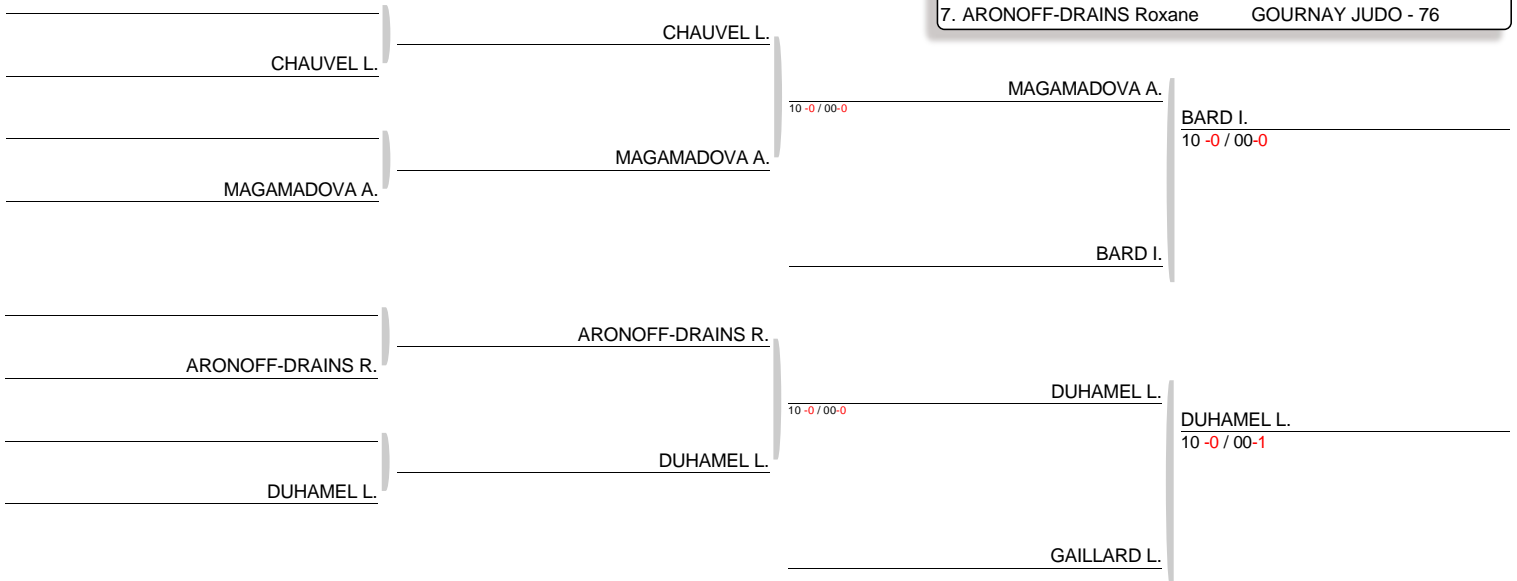 7. ARONOFF-DRAINS Roxane GOURNAY JUDO - 76
CHAUVEL L.
CHAUVEL L.
MAGAMADOVA A.
10 -0 / 00-0
BARD I.
10 -0 / 00-0
MAGAMADOVA A.
MAGAMADOVA A.
BARD I.
ARONOFF-DRAINS R.
ARONOFF-DRAINS R.
DUHAMEL L.
10 -0 / 00-0
DUHAMEL L.
10 -0 / 00-1
DUHAMEL L.
DUHAMEL L.
GAILLARD L.